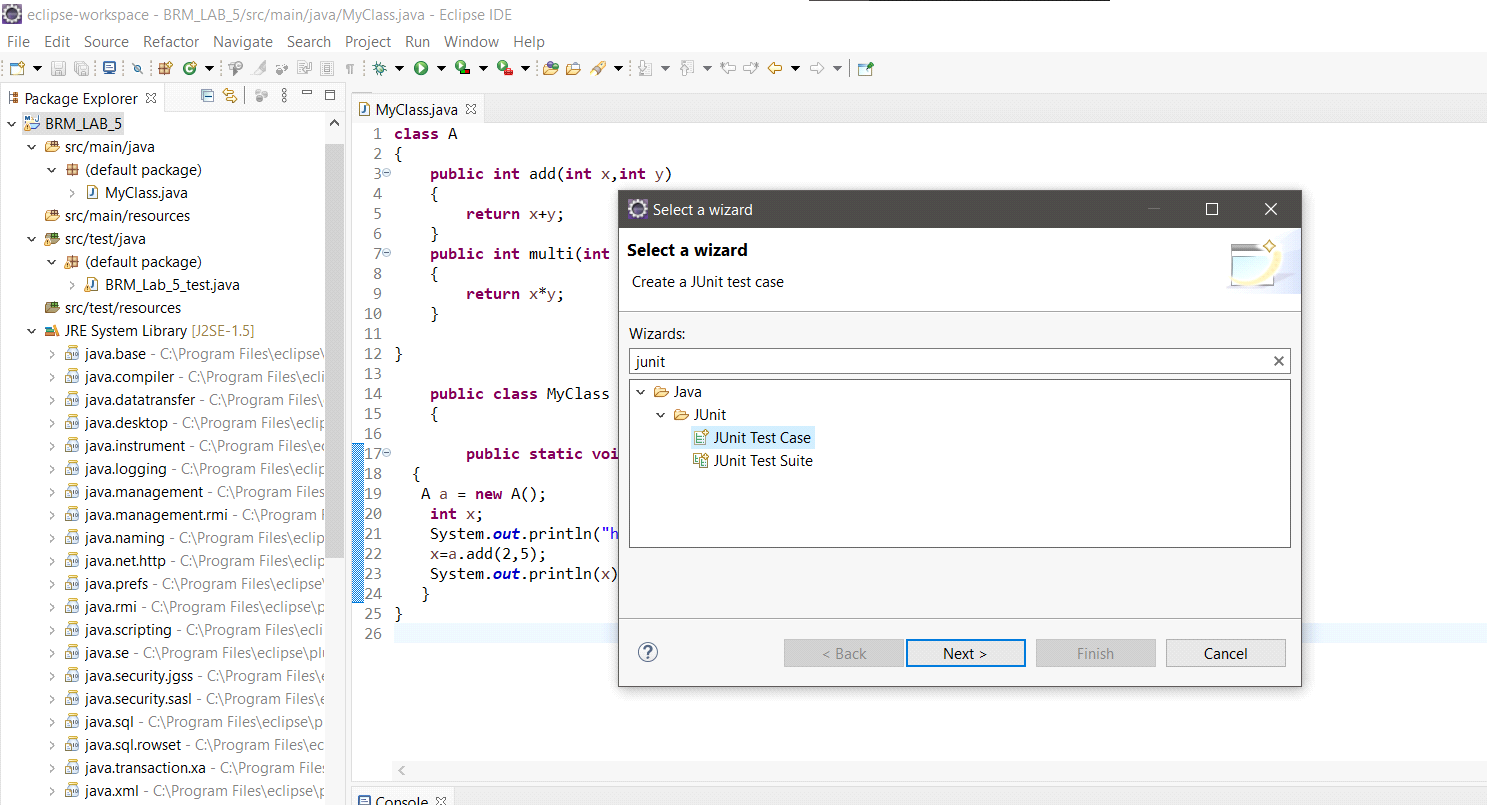 eclipse-workspace - BRM_LAB_5/src/main/java/MyClass.java - Eclipse IDE
File Edit Source Refactor Navigate Search Project Run Window Help
Package Explorer
BRM_LAB_5
src/main/java
(default package)
MyClass.java
src/main/resources
src/test/java
(default package)
BRM_Lab_5_test.java
src/test/resources
JRE System Library [J2SE-1.5]
java.base - C:\Program Files\eclipse\
java.compiler - C:\Program Files\ecli
java.datatransfer - C:\Program Files\
java.desktop - C:\Program Files\eclip
java.instrument - C:\Program Files\ec
java.logging - C:\Program Files\eclip
java.management - C:\Program Files
java.management.rmi - C:\Program F
java.naming - C:\Program Files\eclip
java.net.http - C:\Program Files\eclip
java.prefs - C:\Program Files\eclipse\
java.rmi - C:\Program Files\eclipse\p
java.scripting - C:\Program Files\ecli
java.se - C:\Program Files\eclipse\plu
java.security.jgss - C:\Program Files\e
java.security.sasl - C:\Program Files\e
java.sql - C:\Program Files\eclipse\p
java.sql.rowset - C:\Program Files\ec
java.transaction.xa - C:\Program Files
java.xml - C:\Program Files\eclipse\p
MyClass.java
1 class A
2 {
3 public int add(int x,int y)
4 {
5 return x+y;
6 }
7 public int multi(int
8 {
9 return x*y;
10 }
11
12 }
13
14 public class MyClass
15 {
16
17 public static voi
18 {
19 A a = new A();
20 int x;
21 System.out.println("h
22 x=a.add(2,5);
23 System.out.println(x)
24 }
25 }
26
Console
Select a wizard
Select a wizard
Create a JUnit test case
Wizards:
junit
Java
JUnit
JUnit Test Case
JUnit Test Suite
< Back Next > Finish Cancel